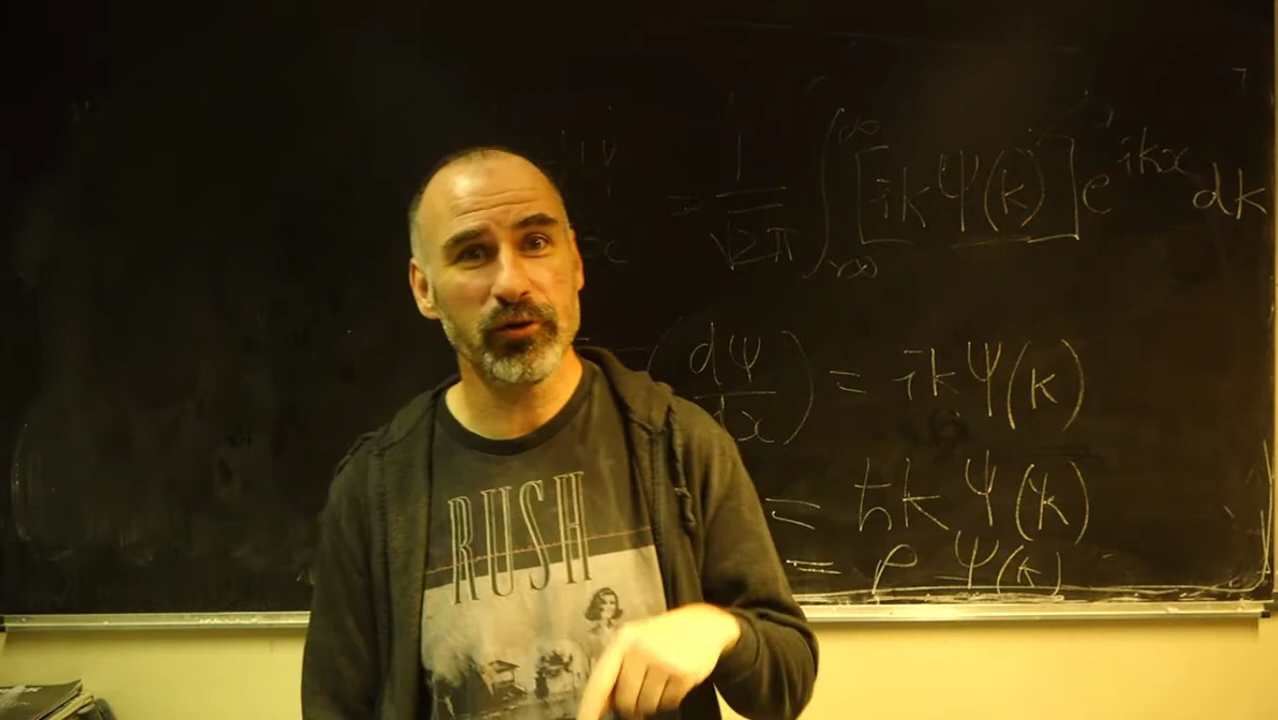 = 1/√2π ∫_{-∞}^{∞} [ikΨ(k)] e^{ikx} dk
(dψ/dx) = ikΨ(k)
= ħkΨ(k)
= pΨ(k)
RUSH